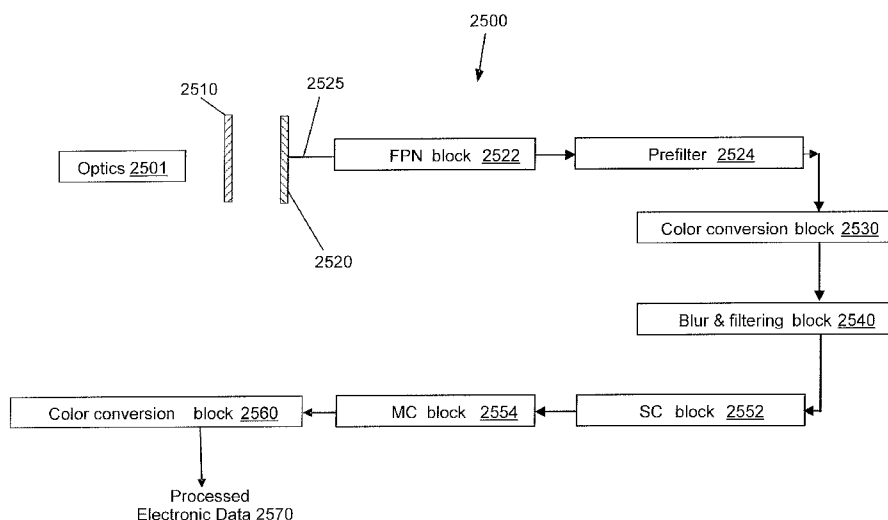 2500
2510
2525
Optics 2501
FPN block 2522
Prefilter 2524
2520
Color conversion block 2530
Blur & filtering block 2540
Color conversion block 2560
MC block 2554
SC block 2552
Processed
Electronic Data 2570